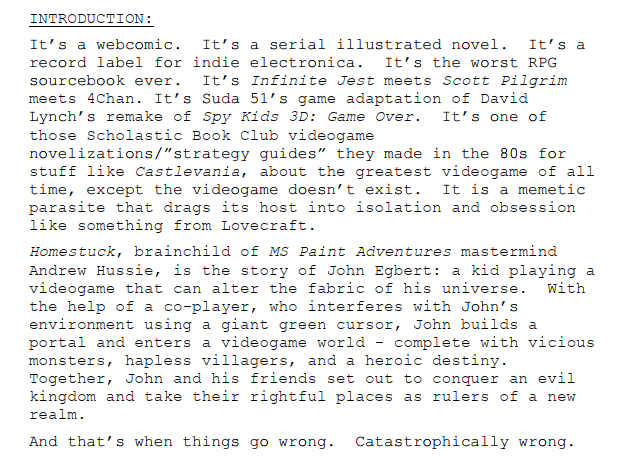 INTRODUCTION:
It's a webcomic.  It's a serial illustrated novel.  It's a
record label for indie electronica.  It's the worst RPG
sourcebook ever.  It's Infinite Jest meets Scott Pilgrim
meets 4Chan. It's Suda 51's game adaptation of David
Lynch's remake of Spy Kids 3D: Game Over.  It's one of
those Scholastic Book Club videogame
novelizations/"strategy guides" they made in the 80s for
stuff like Castlevania, about the greatest videogame of all
time, except the videogame doesn't exist.  It is a memetic
parasite that drags its host into isolation and obsession
like something from Lovecraft.
Homestuck, brainchild of MS Paint Adventures mastermind
Andrew Hussie, is the story of John Egbert: a kid playing a
videogame that can alter the fabric of his universe.  With
the help of a co-player, who interferes with John's
environment using a giant green cursor, John builds a
portal and enters a videogame world - complete with vicious
monsters, hapless villagers, and a heroic destiny.
Together, John and his friends set out to conquer an evil
kingdom and take their rightful places as rulers of a new
realm.
And that's when things go wrong.  Catastrophically wrong.